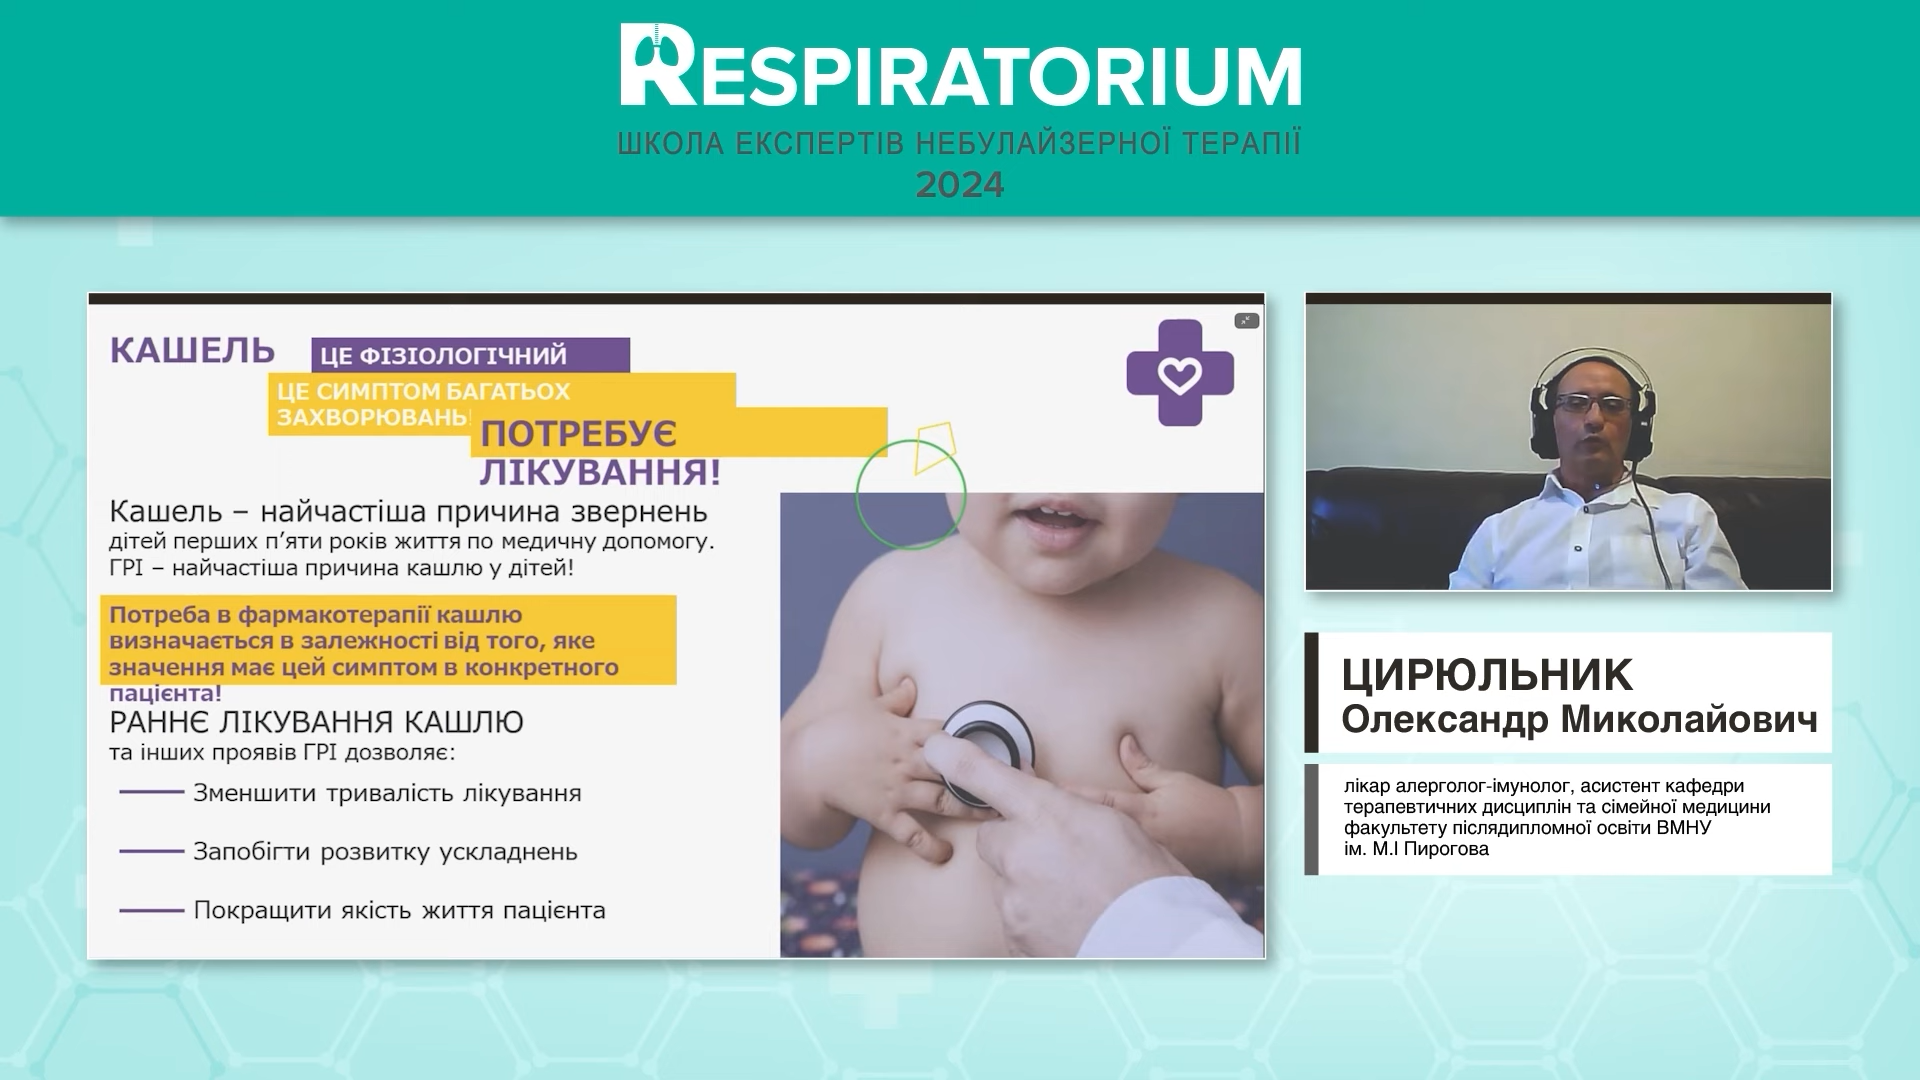 RESPIRATORIUM
ШКОЛА ЕКСПЕРТІВ НЕБУЛАЙЗЕРНОЇ ТЕРАПІЇ
2024
КАШЕЛЬ
ЦЕ ФІЗІОЛОГІЧНИЙ
ЦЕ СИМПТОМ БАГАТЬОХ
ЗАХВОРЮВАНЬ!
ПОТРЕБУЄ
ЛІКУВАННЯ!
Кашель – найчастіша причина звернень
дітей перших п’яти років життя по медичну допомогу.
ГРІ – найчастіша причина кашлю у дітей!
Потреба в фармакотерапії кашлю
визначається в залежності від того, яке
значення має цей симптом в конкретного
пацієнта!
РАННЄ ЛІКУВАННЯ КАШЛЮ
та інших проявів ГРІ дозволяє:
Зменшити тривалість лікування
Запобігти розвитку ускладнень
Покращити якість життя пацієнта
ЦИРЮЛЬНИК
Олександр Миколайович
лікар алерголог-імунолог, асистент кафедри
терапевтичних дисциплін та сімейної медицини
факультету післядипломної освіти ВМНУ
ім. М.І Пирогова